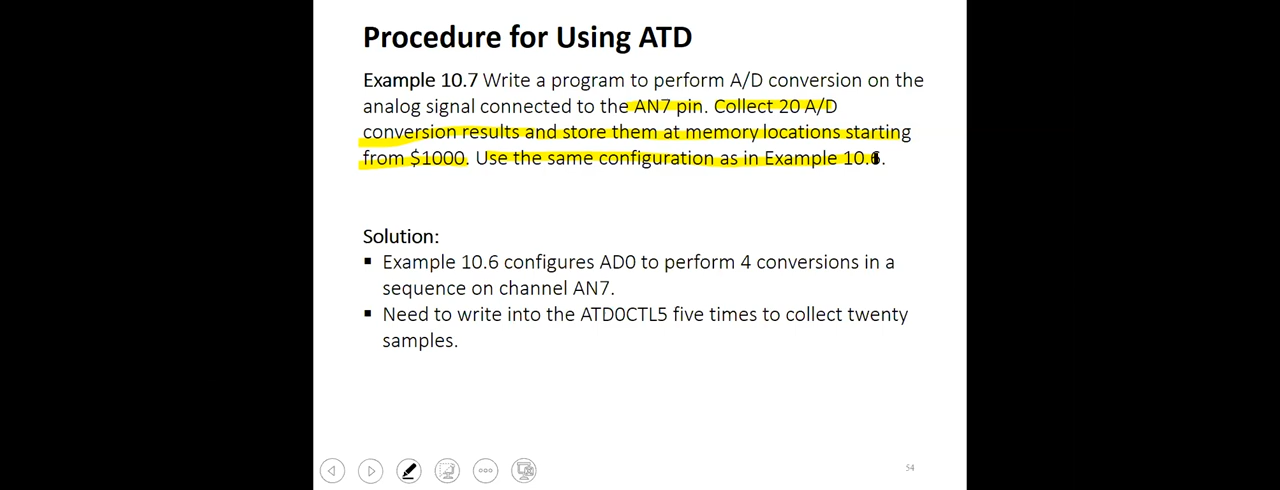 Procedure for Using ATD
Example 10.7 Write a program to perform A/D conversion on the
analog signal connected to the AN7 pin. Collect 20 A/D
conversion results and store them at memory locations starting
from $1000. Use the same configuration as in Example 10.6.
Solution:
▪ Example 10.6 configures AD0 to perform 4 conversions in a
sequence on channel AN7.
▪ Need to write into the ATD0CTL5 five times to collect twenty
samples.
54